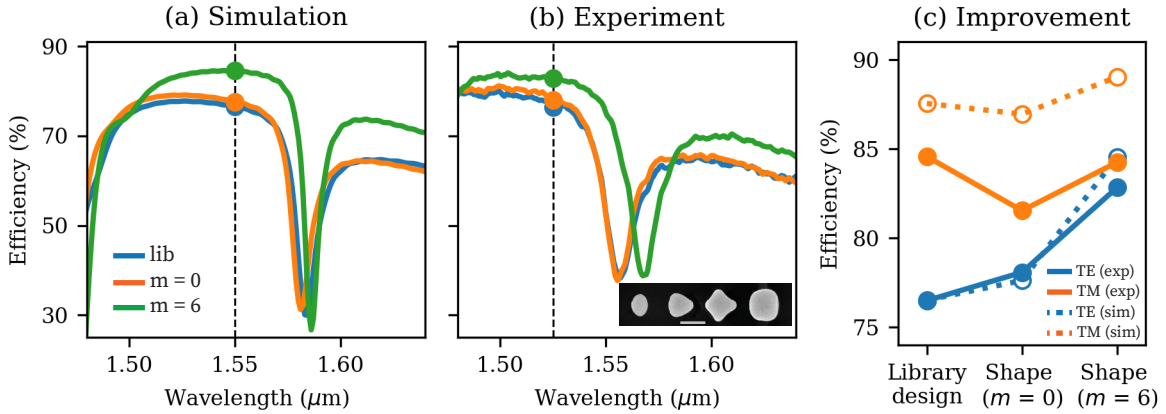 (a) Simulation
90
70
50
30
Efficiency (%)
lib
m = 0
m = 6
1.50
1.55
1.60
Wavelength (μm)
(b) Experiment
1.50
1.55
1.60
Wavelength (μm)
(c) Improvement
90
85
80
75
Efficiency (%)
TE (exp)
TM (exp)
TE (sim)
TM (sim)
Library
design
Shape
(m = 0)
Shape
(m = 6)